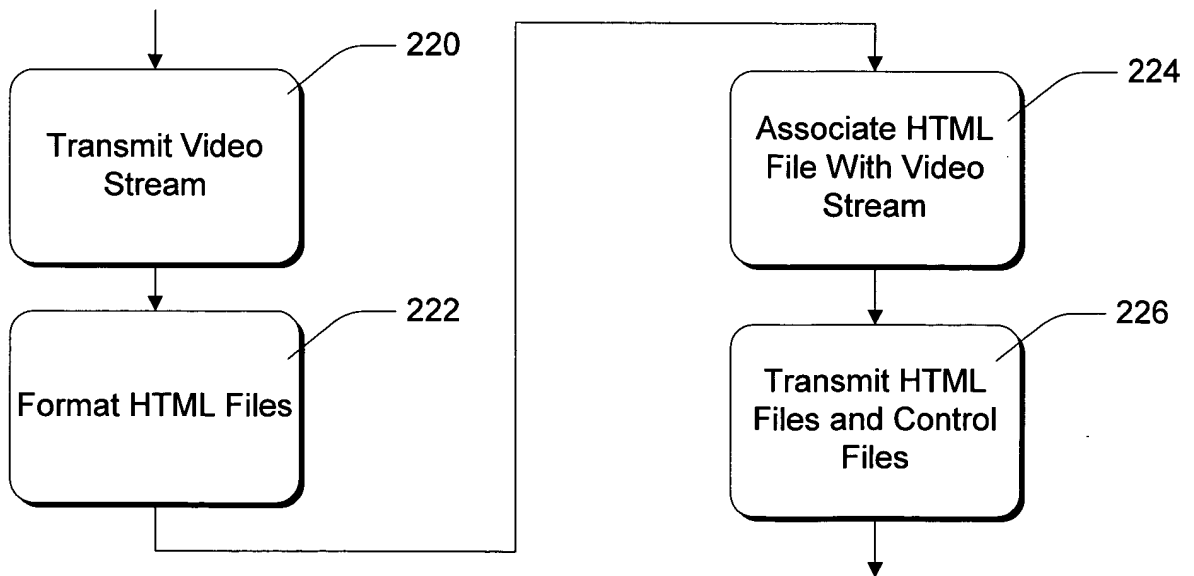 220
Transmit Video
Stream
222
Format HTML Files
224
Associate HTML
File With Video
Stream
226
Transmit HTML
Files and Control
Files